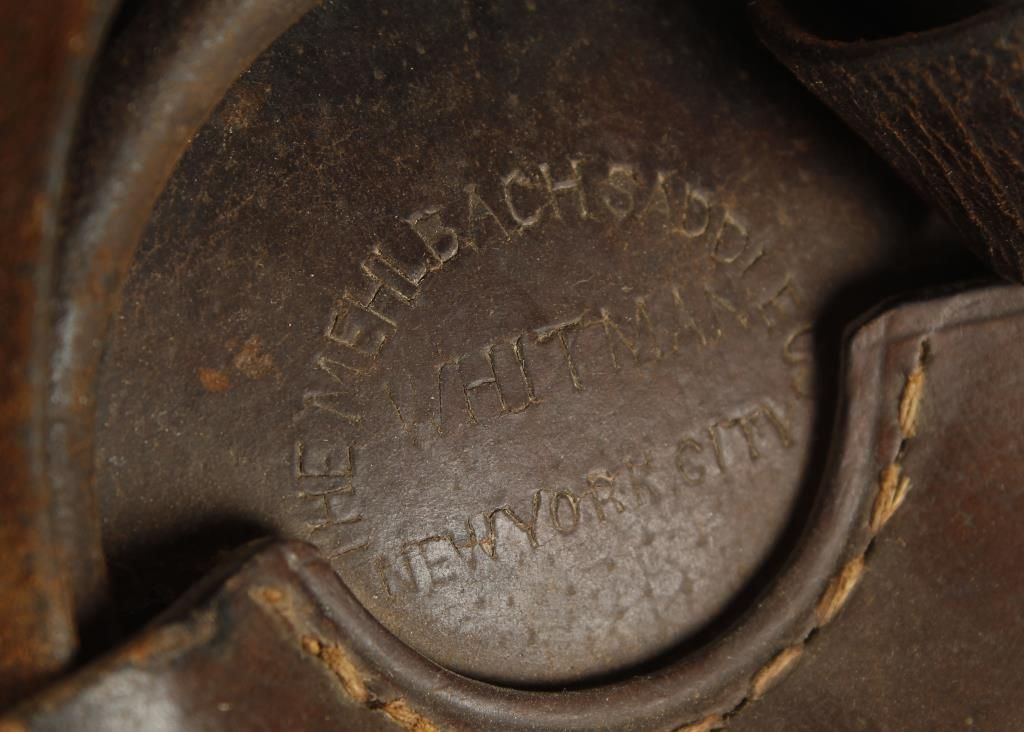 THE MEHLBACH SADDLE CO
WHITMAN
NEW YORK CITY